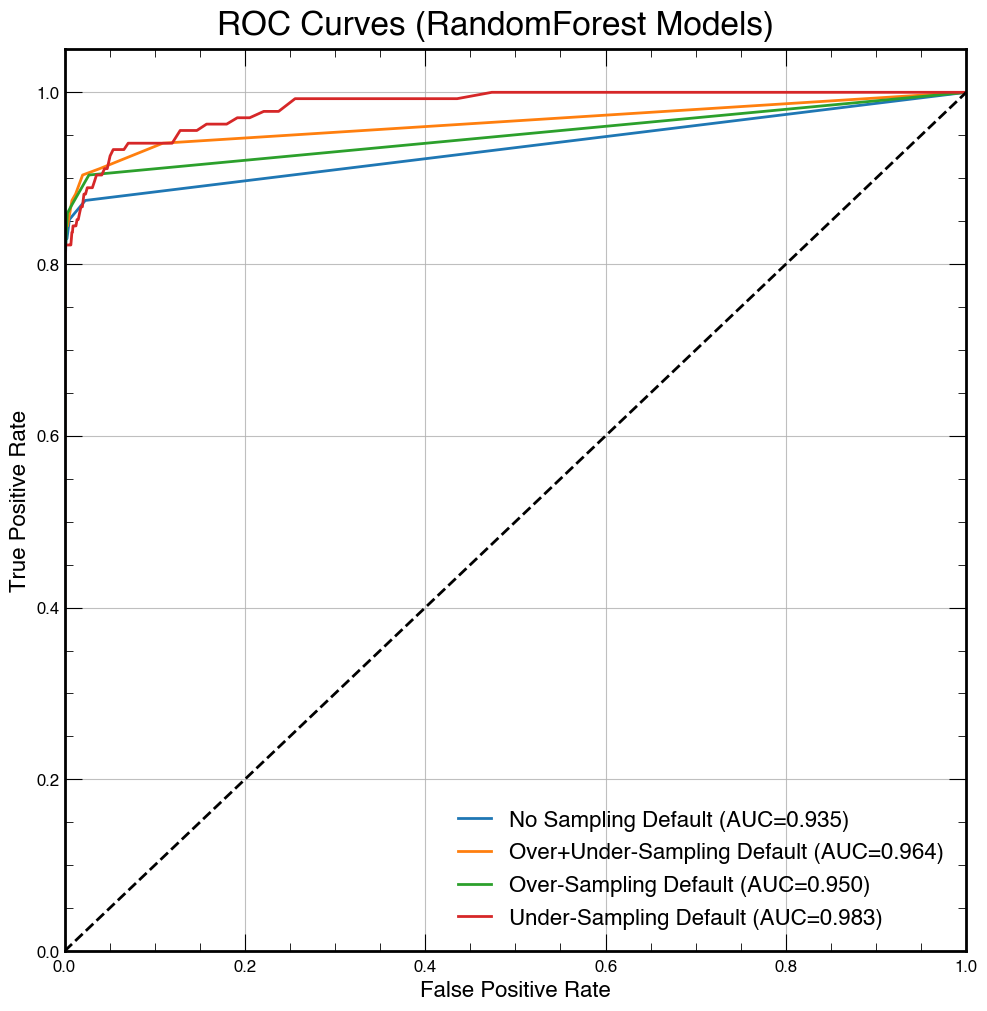 ROC Curves (RandomForest Models)
True Positive Rate
1.0
0.8
0.6
0.4
0.2
0.0
No Sampling Default (AUC=0.935)
Over+Under-Sampling Default (AUC=0.964)
Over-Sampling Default (AUC=0.950)
Under-Sampling Default (AUC=0.983)
0.0 0.2 0.4 0.6 0.8 1.0
False Positive Rate